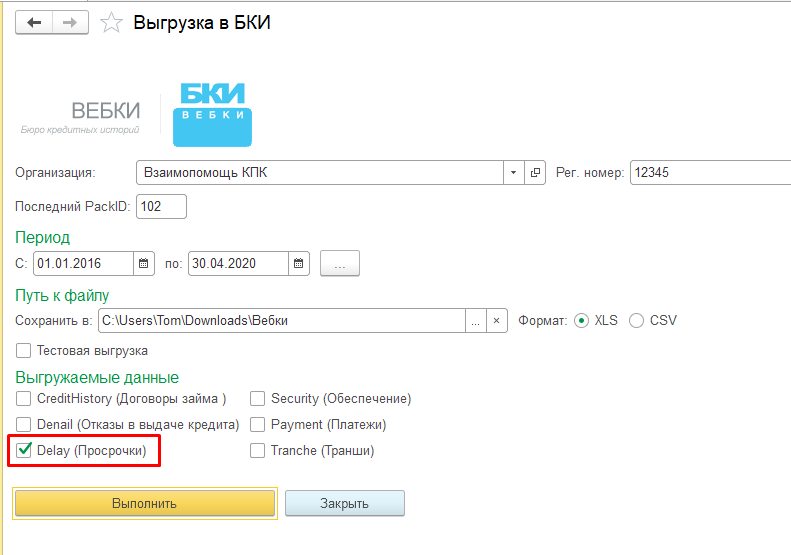 Выгрузка в БКИ
ВЕБКИ
Бюро кредитных историй
БКИ
ВЕБКИ
Организация: Взаимопомощь КПК Рег. номер: 12345
Последний PackID: 102
Период
С: 01.01.2016 по: 30.04.2020 ...
Путь к файлу
Сохранить в: C:\Users\Tom\Downloads\Вебки ... × Формат: XLS CSV
Тестовая выгрузка
Выгружаемые данные
CreditHistory (Договоры займа ) Security (Обеспечение)
Denail (Отказы в выдаче кредита) Payment (Платежи)
Delay (Просрочки) Tranche (Транши)
Выполнить Закрыть